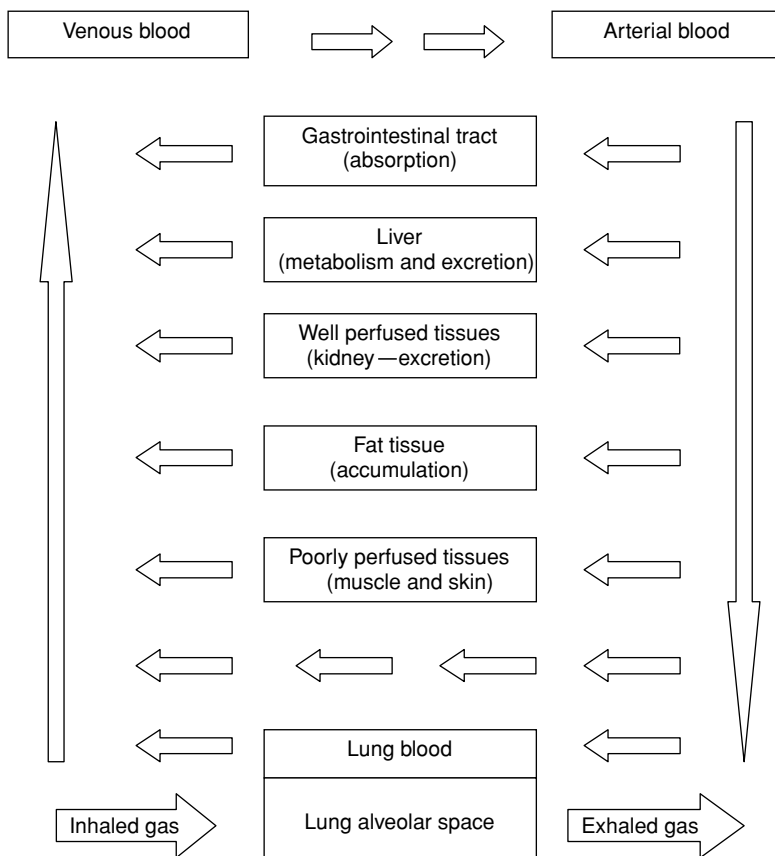 Venous blood
Arterial blood
Gastrointestinal tract
(absorption)
Liver
(metabolism and excretion)
Well perfused tissues
(kidney—excretion)
Fat tissue
(accumulation)
Poorly perfused tissues
(muscle and skin)
Lung blood
Inhaled gas
Lung alveolar space
Exhaled gas